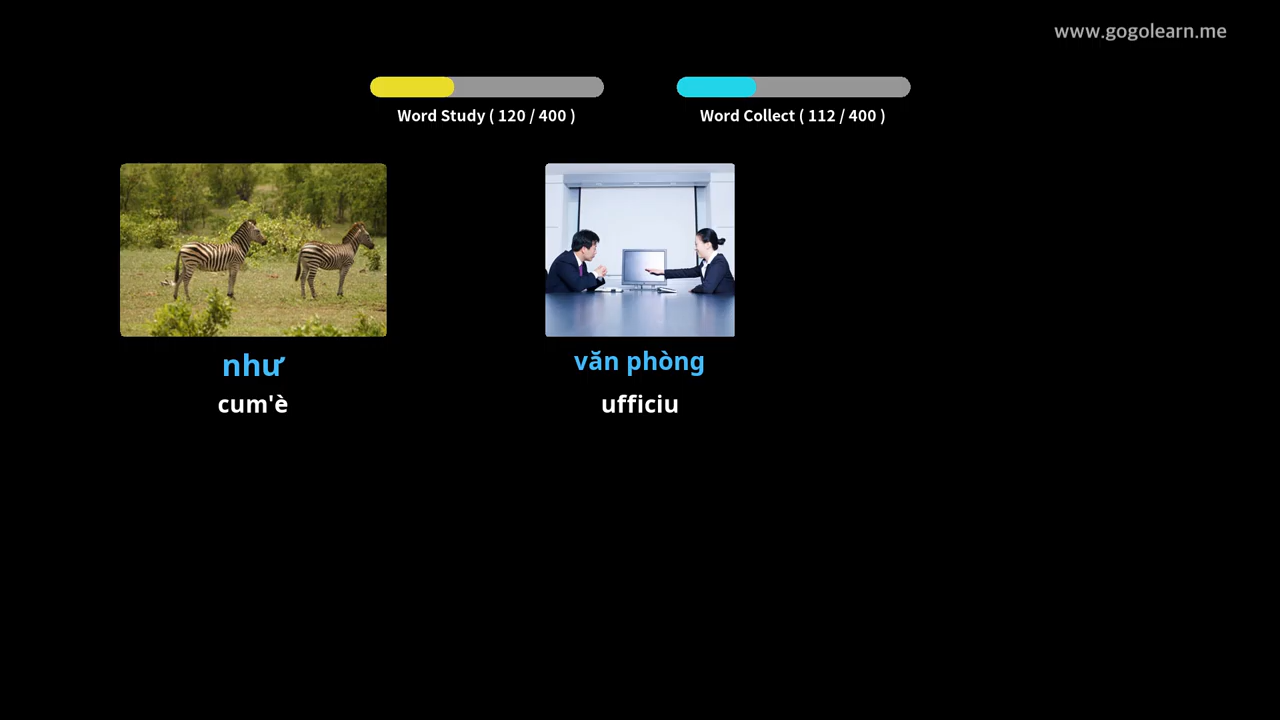 www.gogolearn.me
Word Study ( 120 / 400 )
Word Collect ( 112 / 400 )
như
văn phòng
cum'è
ufficiu